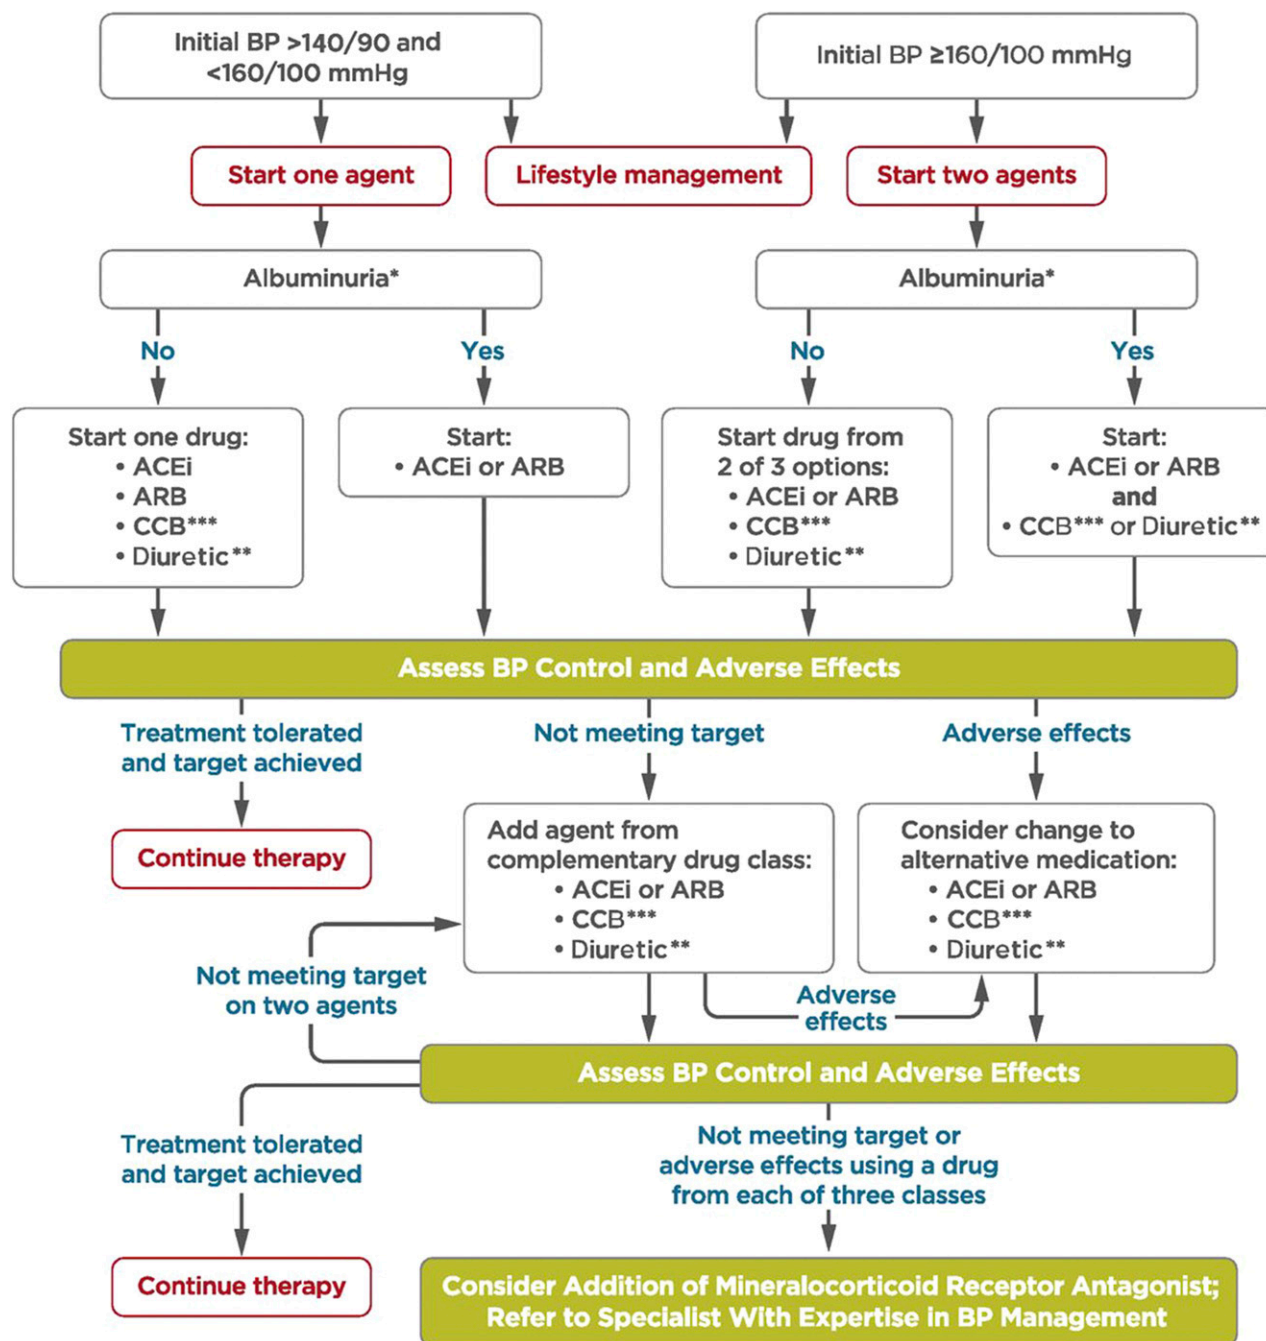 Initial BP >140/90 and
<160/100 mmHg
Initial BP ≥160/100 mmHg
Start one agent
Lifestyle management
Start two agents
Albuminuria*
Albuminuria*
No
Yes
No
Yes
Start one drug:
• ACEi
• ARB
• CCB***
• Diuretic**
Start:
• ACEi or ARB
Start drug from
2 of 3 options:
• ACEi or ARB
• CCB***
• Diuretic**
Start:
• ACEi or ARB
and
• CCB*** or Diuretic**
Assess BP Control and Adverse Effects
Treatment tolerated
and target achieved
Not meeting target
Adverse effects
Continue therapy
Add agent from
complementary drug class:
• ACEi or ARB
• CCB***
• Diuretic**
Consider change to
alternative medication:
• ACEi or ARB
• CCB***
• Diuretic**
Not meeting target
on two agents
Adverse
effects
Assess BP Control and Adverse Effects
Treatment tolerated
and target achieved
Not meeting target or
adverse effects using a drug
from each of three classes
Continue therapy
Consider Addition of Mineralocorticoid Receptor Antagonist;
Refer to Specialist With Expertise in BP Management